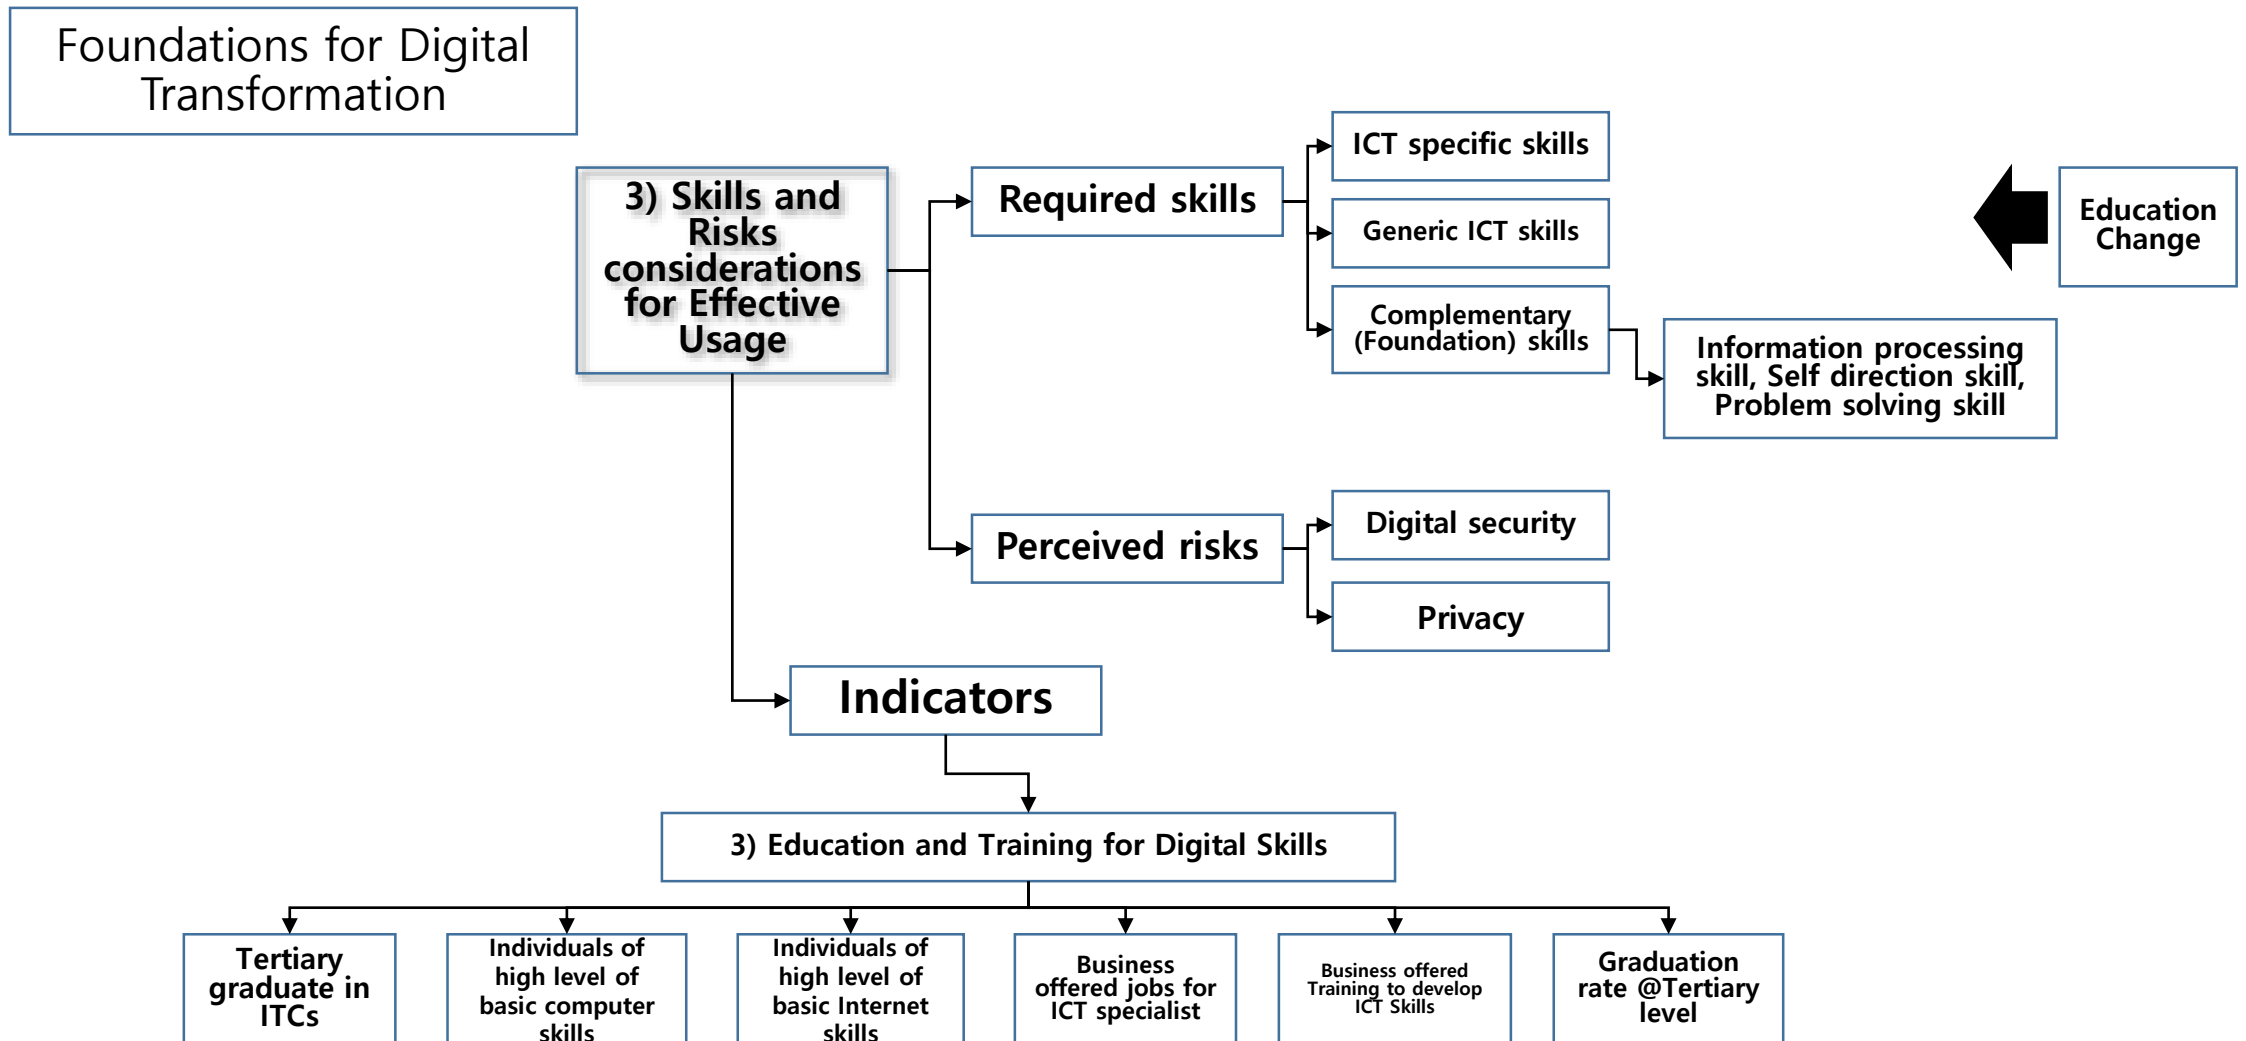 Foundations for Digital
Transformation
3) Skills and
Risks
considerations
for Effective
Usage
Required skills
ICT specific skills
Generic ICT skills
Complementary
(Foundation) skills
Information processing
skill, Self direction skill,
Problem solving skill
Education
Change
Perceived risks
Digital security
Privacy
Indicators
3) Education and Training for Digital Skills
Tertiary
graduate in
ITCs
Individuals of
high level of
basic computer
skills
Individuals of
high level of
basic Internet
skills
Business
offered jobs for
ICT specialist
Business offered
Training to develop
ICT Skills
Graduation
rate @Tertiary
level